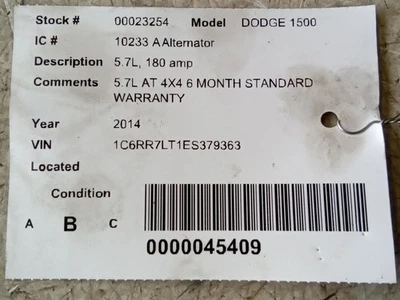 Stock # 00023254 Model DODGE 1500
IC # 10233 A Alternator
Description 5.7L, 180 amp
Comments 5.7L AT 4X4 6 MONTH STANDARD
WARRANTY
Year 2014
VIN 1C6RR7LT1ES379363
Located
Condition
A B C
0000045409